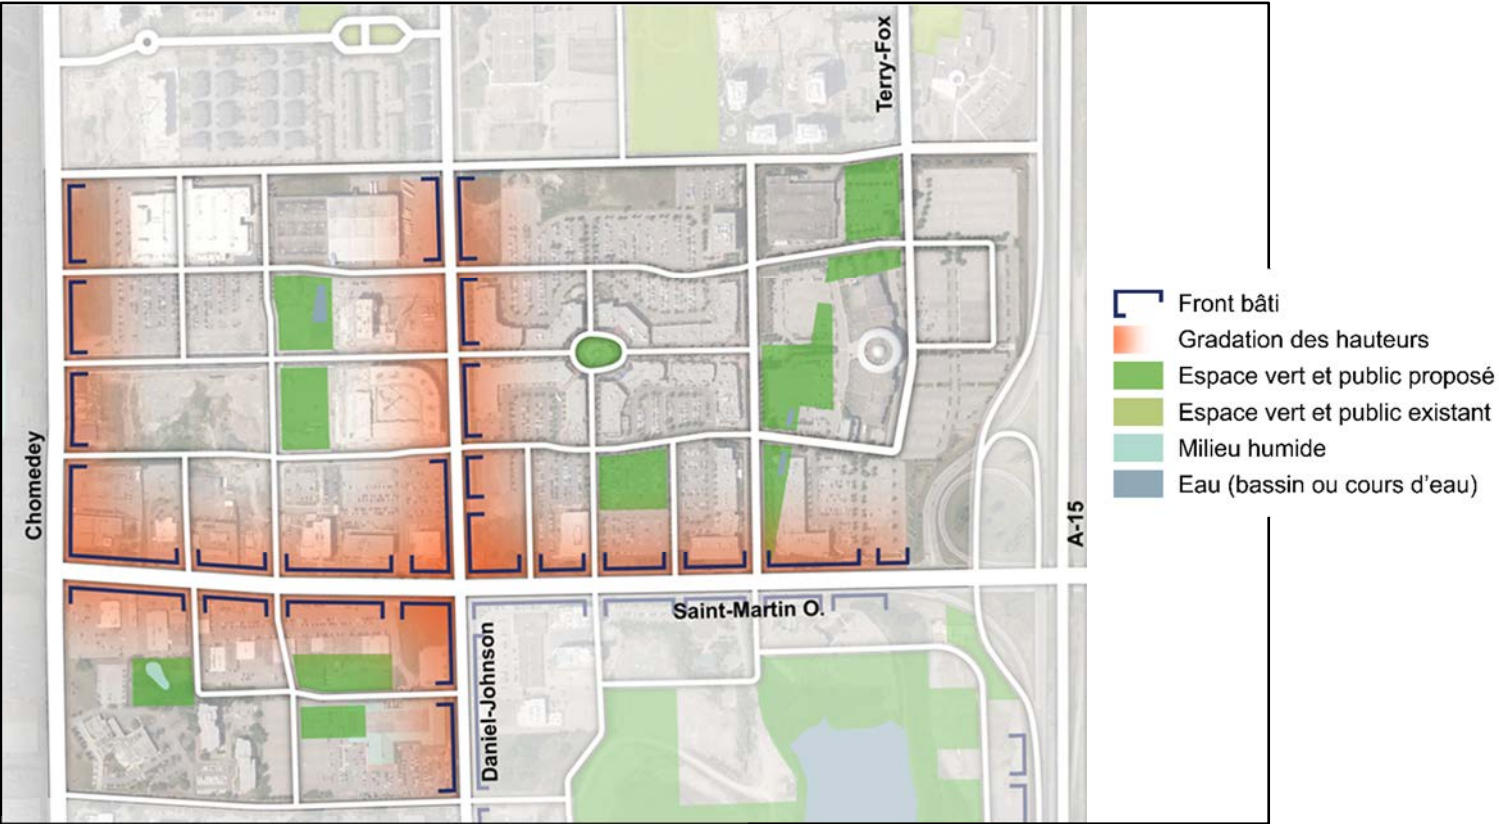 Terry-Fox
Chomedey
Daniel-Johnson
Saint-Martin O.
A-15
Front bâti
Gradation des hauteurs
Espace vert et public proposé
Espace vert et public existant
Milieu humide
Eau (bassin ou cours d'eau)